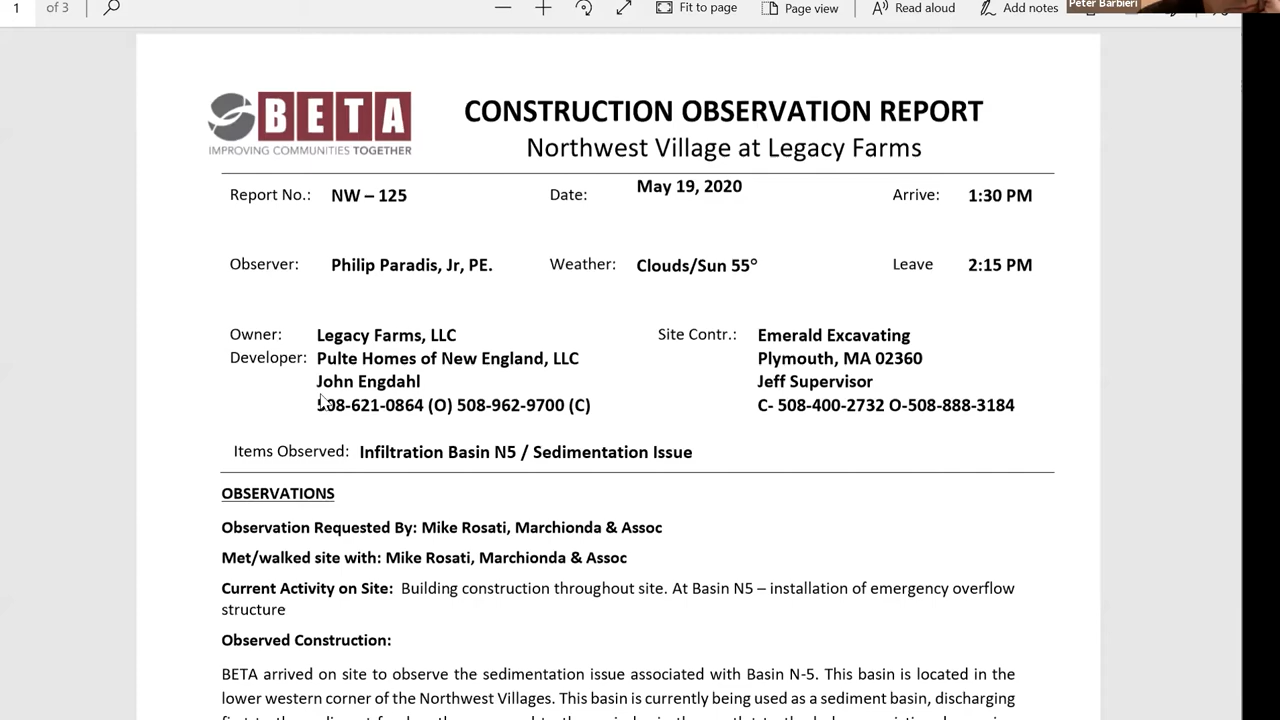 1 of 3 Fit to page Page view Read aloud Add notes Peter Barbieri
BETA
IMPROVING COMMUNITIES TOGETHER
CONSTRUCTION OBSERVATION REPORT
Northwest Village at Legacy Farms
Report No.: NW – 125 Date: May 19, 2020 Arrive: 1:30 PM
Observer: Philip Paradis, Jr, PE. Weather: Clouds/Sun 55° Leave 2:15 PM
Owner: Legacy Farms, LLC Site Contr.: Emerald Excavating
Developer: Pulte Homes of New England, LLC Plymouth, MA 02360
John Engdahl Jeff Supervisor
508-621-0864 (O) 508-962-9700 (C) C- 508-400-2732 O-508-888-3184
Items Observed: Infiltration Basin N5 / Sedimentation Issue
OBSERVATIONS
Observation Requested By: Mike Rosati, Marchionda & Assoc
Met/walked site with: Mike Rosati, Marchionda & Assoc
Current Activity on Site: Building construction throughout site. At Basin N5 – installation of emergency overflow
structure
Observed Construction:
BETA arrived on site to observe the sedimentation issue associated with Basin N-5. This basin is located in the
lower western corner of the Northwest Villages. This basin is currently being used as a sediment basin, discharging